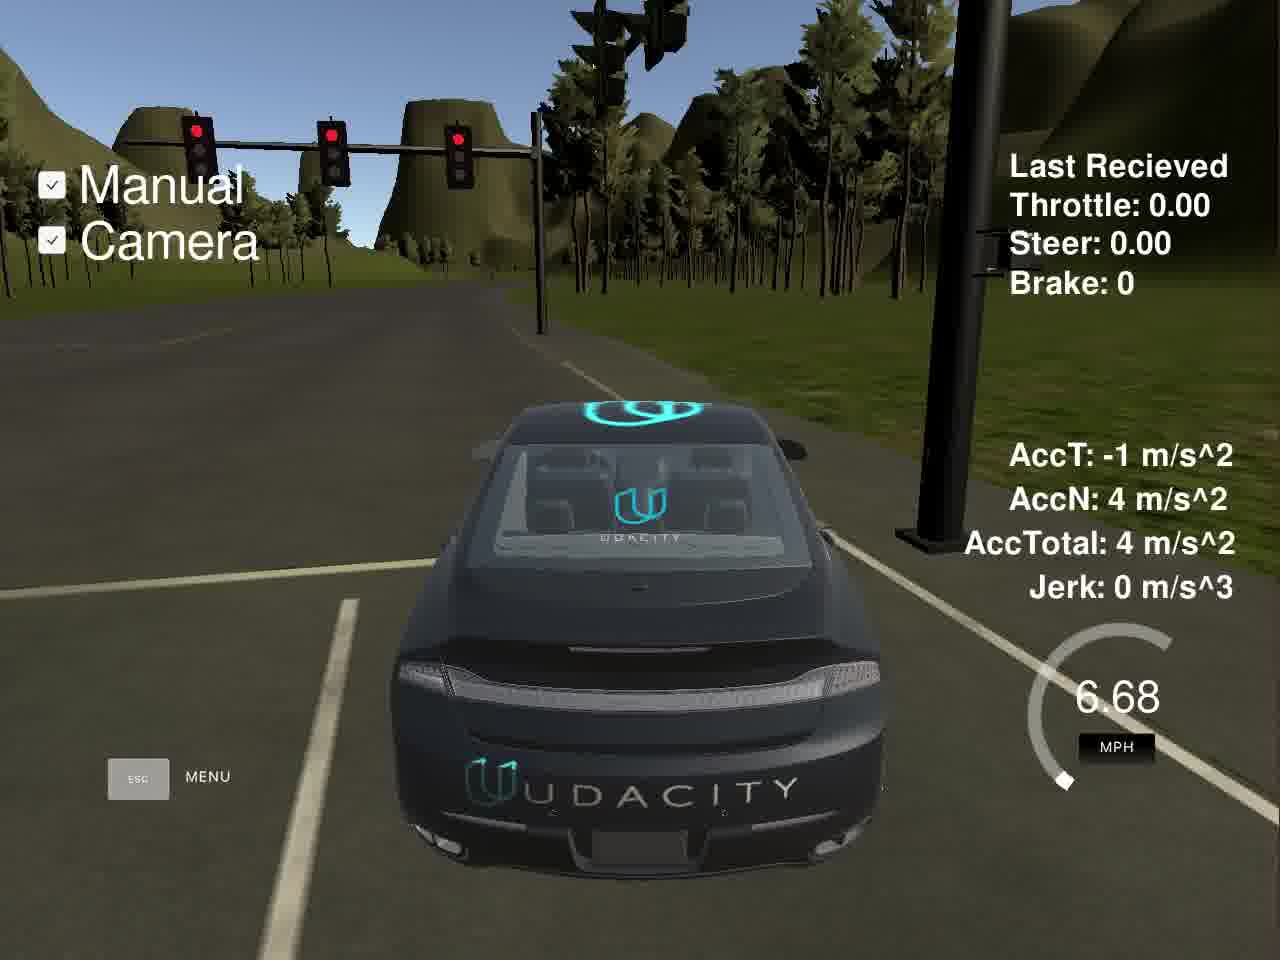 Manual
Camera
Last Recieved
Throttle: 0.00
Steer: 0.00
Brake: 0
AccT: -1 m/s^2
AccN: 4 m/s^2
AccTotal: 4 m/s^2
Jerk: 0 m/s^3
UDACITY
6.68
MPH
ESC
MENU
UDACITY